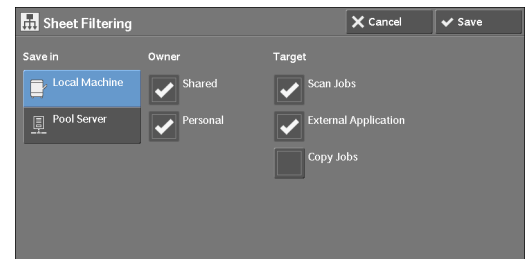 Sheet Filtering
Cancel
Save
Save in
Owner
Target
Local Machine
Shared
Scan Jobs
Pool Server
Personal
External Application
Copy Jobs